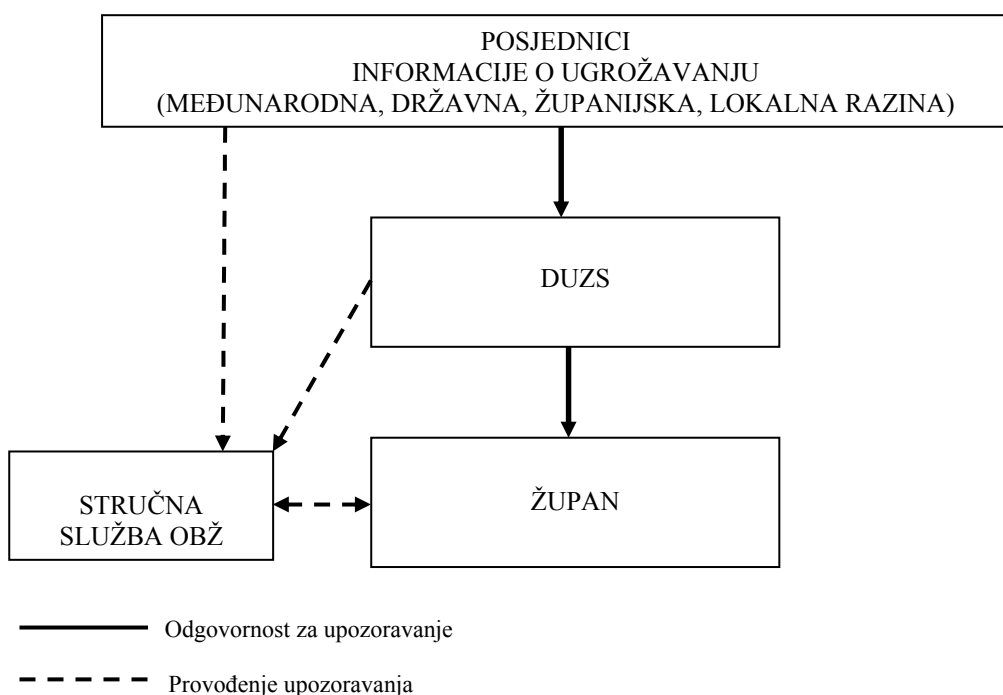 POSJEDNICI
INFORMACIJE O UGROŽAVANJU
(MEĐUNARODNA, DRŽAVNA, ŽUPANIJSKA, LOKALNA RAZINA)
DUZS
STRUČNA
SLUŽBA OBŽ
ŽUPAN
Odgovornost za upozoravanje
Provođenje upozoravanja